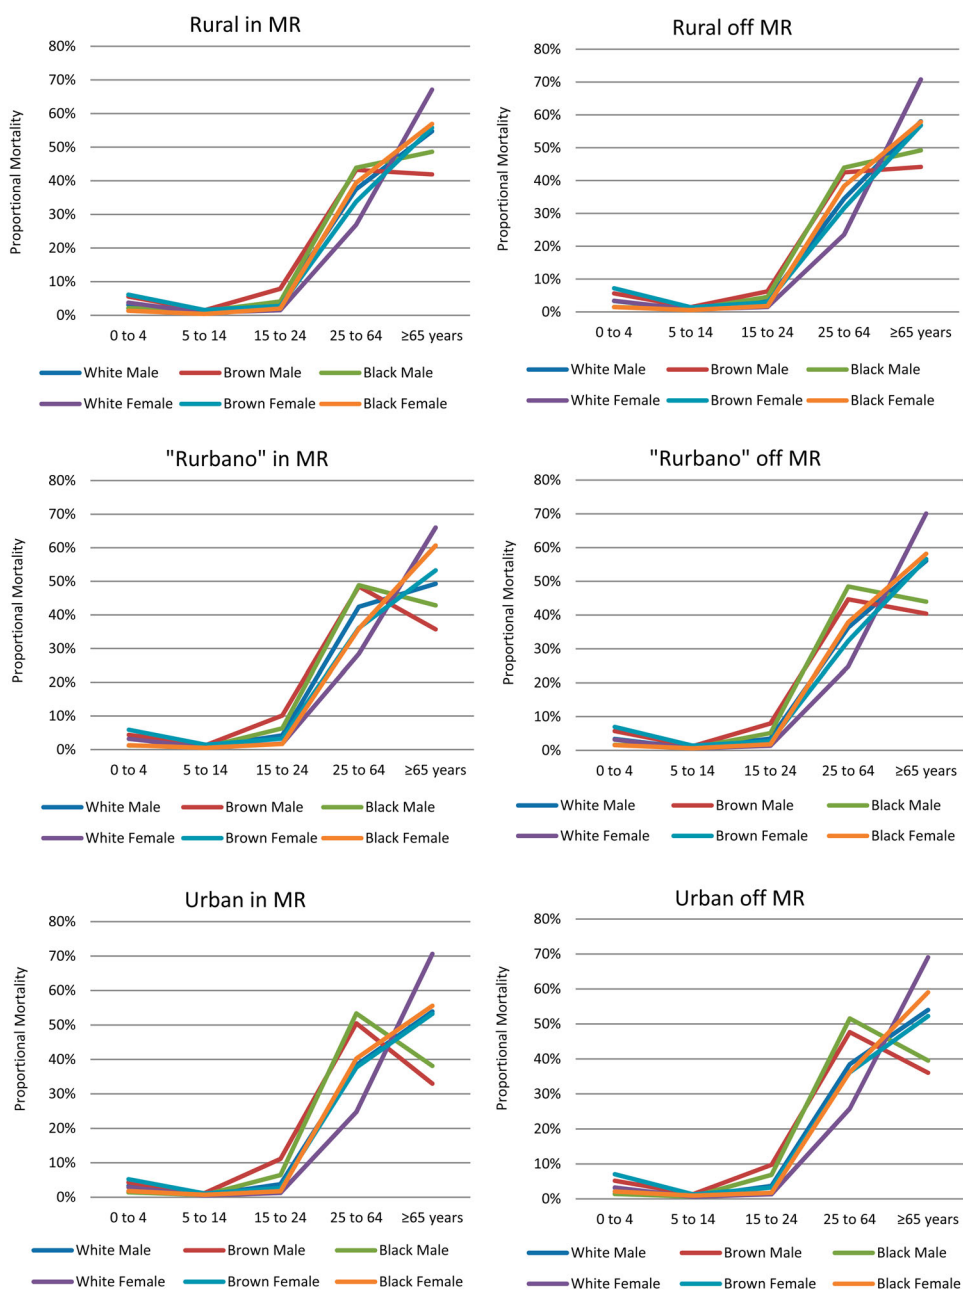 Rural in MR
80%
70%
60%
50%
40%
30%
20%
10%
0%
Proportional Mortality
0 to 4 5 to 14 15 to 24 25 to 64 ≥65 years
White Male Brown Male Black Male
White Female Brown Female Black Female
Rural off MR
80%
70%
60%
50%
40%
30%
20%
10%
0%
Proportional Mortality
0 to 4 5 to 14 15 to 24 25 to 64 ≥65 years
White Male Brown Male Black Male
White Female Brown Female Black Female
"Rurbano" in MR
80%
70%
60%
50%
40%
30%
20%
10%
0%
Proportional Mortality
0 to 4 5 to 14 15 to 24 25 to 64 ≥65 years
White Male Brown Male Black Male
White Female Brown Female Black Female
"Rurbano" off MR
80%
70%
60%
50%
40%
30%
20%
10%
0%
Proportional Mortality
0 to 4 5 to 14 15 to 24 25 to 64 ≥65 years
White Male Brown Male Black Male
White Female Brown Female Black Female
Urban in MR
80%
70%
60%
50%
40%
30%
20%
10%
0%
Proportional Mortality
0 to 4 5 to 14 15 to 24 25 to 64 ≥65 years
White Male Brown Male Black Male
White Female Brown Female Black Female
Urban off MR
80%
70%
60%
50%
40%
30%
20%
10%
0%
Proportional Mortality
0 to 4 5 to 14 15 to 24 25 to 64 ≥65 years
White Male Brown Male Black Male
White Female Brown Female Black Female